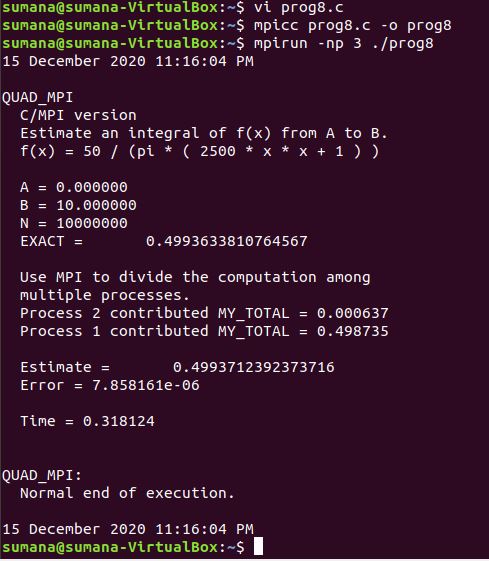 sumana@sumana-VirtualBox:~$ vi prog8.c
sumana@sumana-VirtualBox:~$ mpicc prog8.c -o prog8
sumana@sumana-VirtualBox:~$ mpirun -np 3 ./prog8
15 December 2020 11:16:04 PM

QUAD_MPI
  C/MPI version
  Estimate an integral of f(x) from A to B.
  f(x) = 50 / (pi * ( 2500 * x * x + 1 ) )

  A = 0.000000
  B = 10.000000
  N = 10000000
  EXACT =       0.4993633810764567

  Use MPI to divide the computation among
  multiple processes.
  Process 2 contributed MY_TOTAL = 0.000637
  Process 1 contributed MY_TOTAL = 0.498735

  Estimate =       0.4993712392373716
  Error = 7.858161e-06

  Time = 0.318124


QUAD_MPI:
  Normal end of execution.

15 December 2020 11:16:04 PM
sumana@sumana-VirtualBox:~$